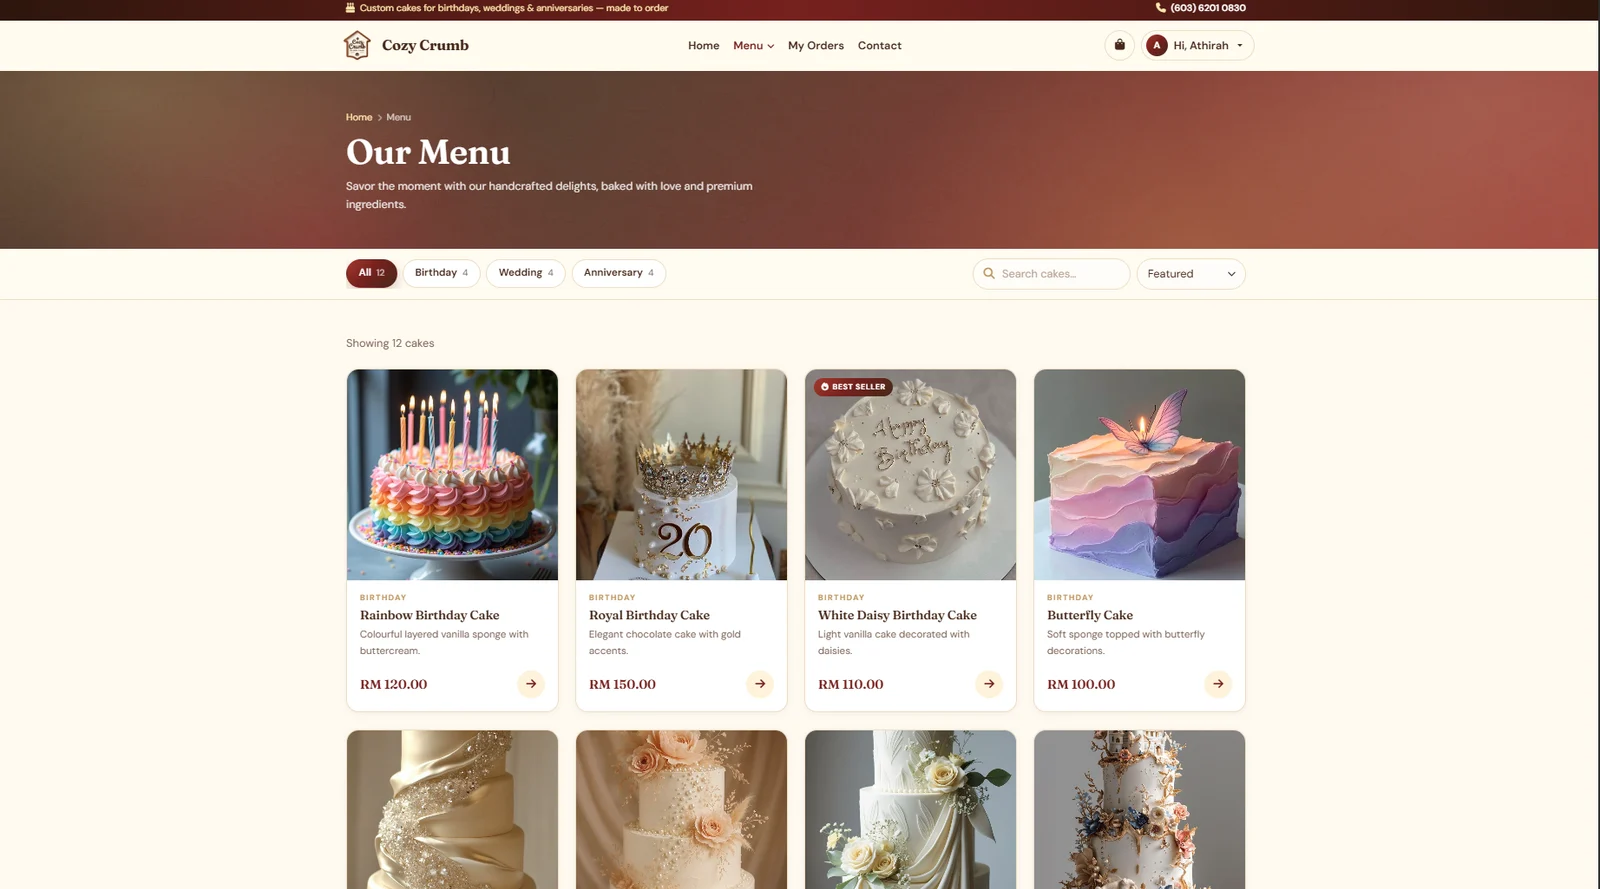 Custom cakes for birthdays, weddings & anniversaries — made to order
(603) 6201 0830
Cozy Crumb
Home
Menu
My Orders
Contact
A
Hi, Athirah
Home > Menu
Our Menu
Savor the moment with our handcrafted delights, baked with love and premium
ingredients.
All 12
Birthday 4
Wedding 4
Anniversary 4
Search cakes...
Featured
Showing 12 cakes
20
BEST SELLER
Happy
Birthday
BIRTHDAY
Rainbow Birthday Cake
Colourful layered vanilla sponge with
buttercream.
RM 120.00
BIRTHDAY
Royal Birthday Cake
Elegant chocolate cake with gold
accents.
RM 150.00
BIRTHDAY
White Daisy Birthday Cake
Light vanilla cake decorated with
daisies.
RM 110.00
BIRTHDAY
Butterfly Cake
Soft sponge topped with butterfly
decorations.
RM 100.00